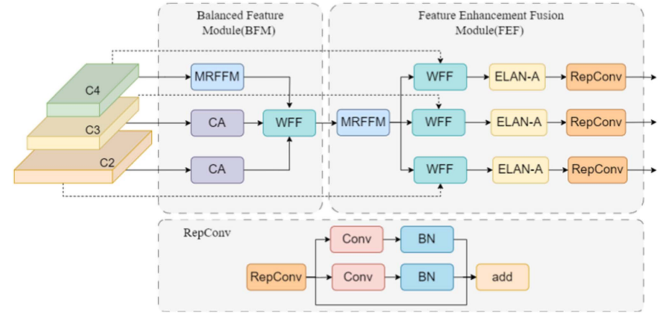 Balanced Feature
Module(BFM)
Feature Enhancement Fusion
Module(FEF)
C4
MRFFM
WFF
ELAN-A
RepConv
C3
CA
WFF
MRFFM
WFF
ELAN-A
RepConv
C2
CA
WFF
ELAN-A
RepConv
RepConv
Conv
BN
RepConv
Conv
BN
add